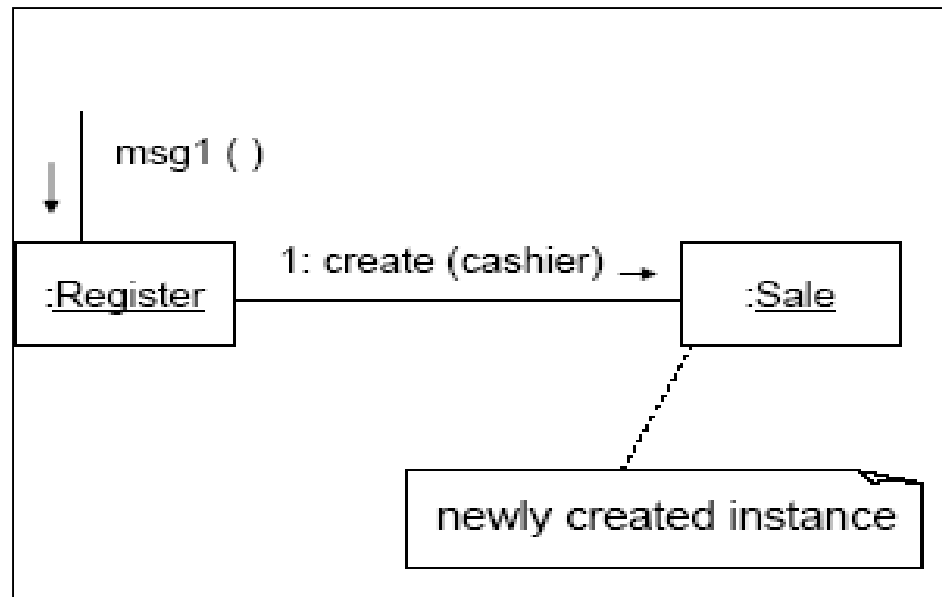 msg1 ( )
1: create (cashier)
:Register
:Sale
newly created instance